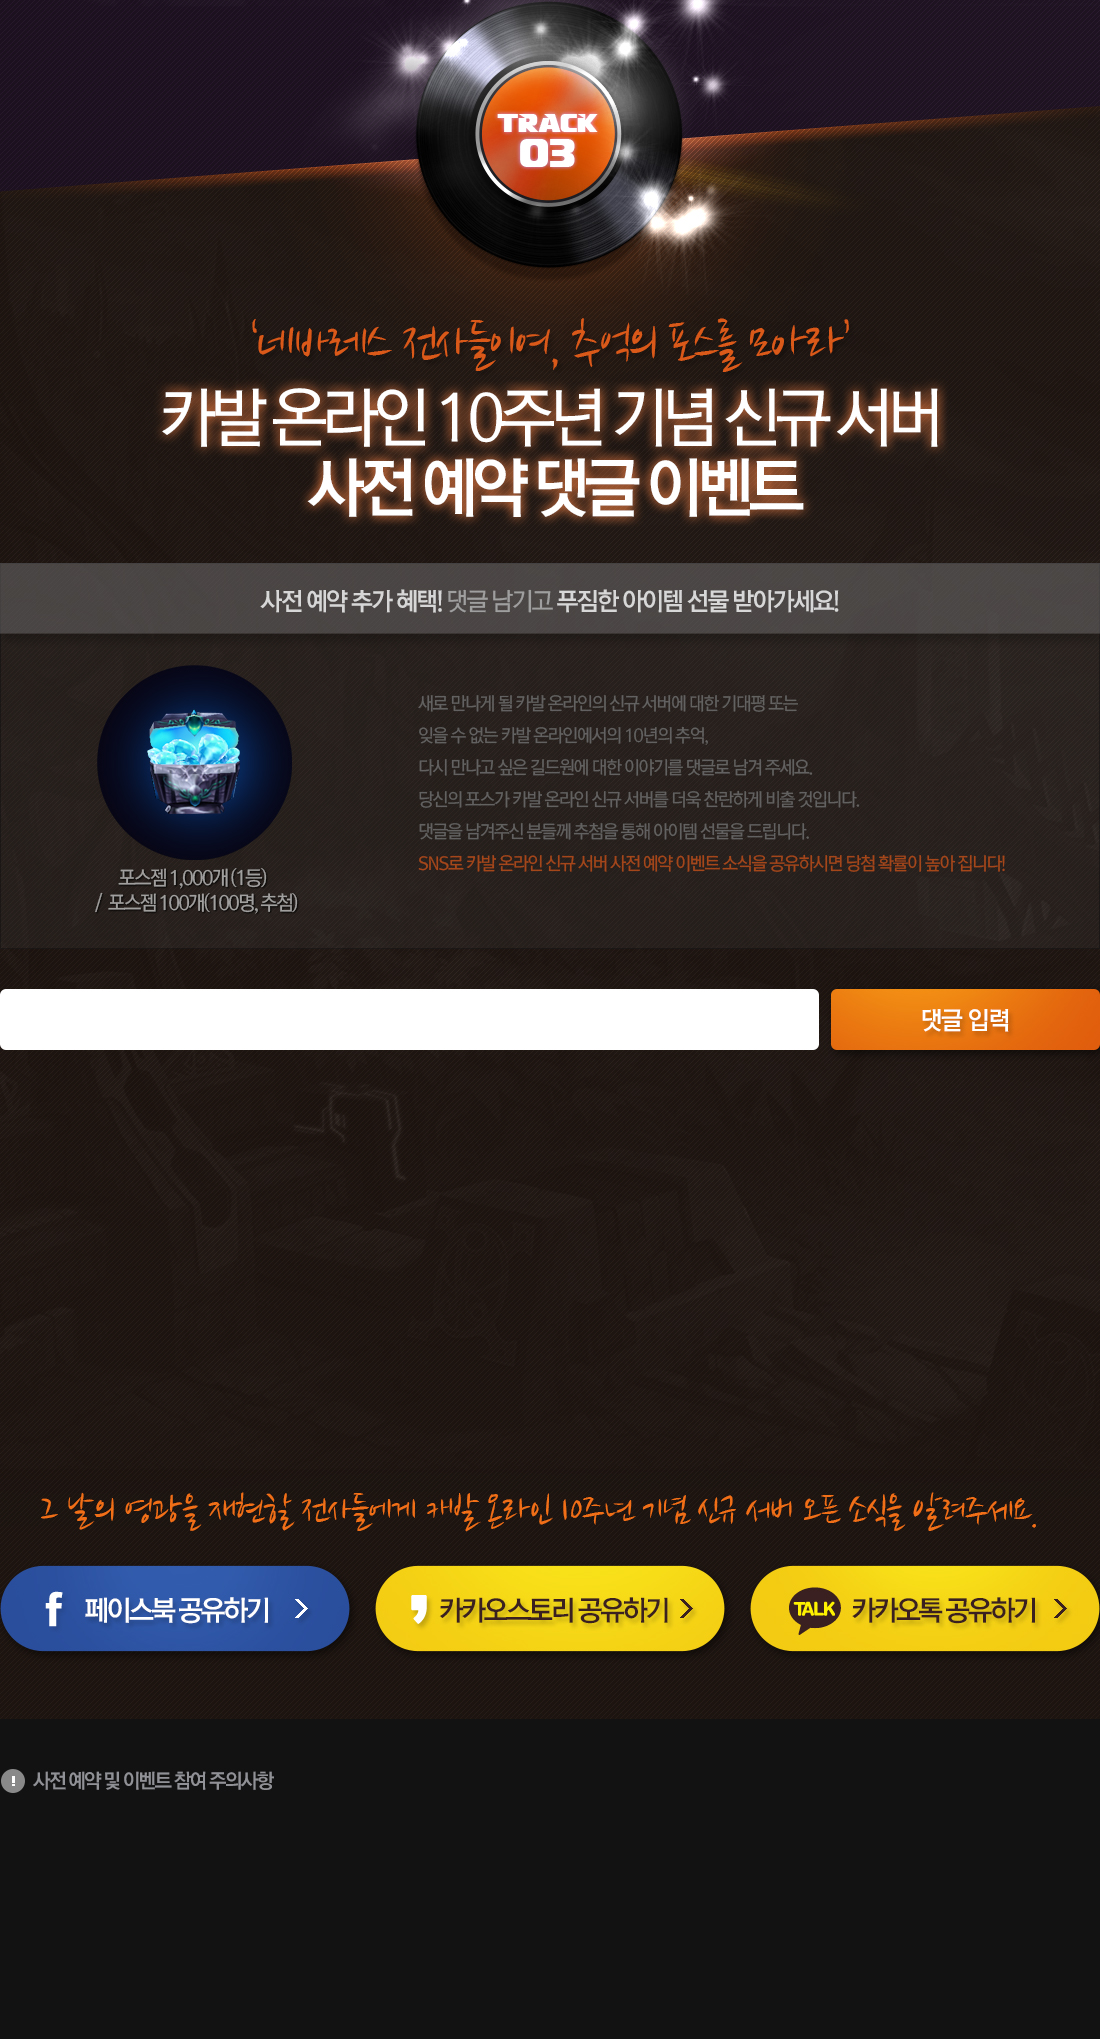 TRACK
03
'네바레스 전사들이여, 추억의 포스를 모아라'
카발 온라인 10주년 기념 신규 서버
사전 예약 댓글 이벤트
사전 예약 추가 혜택! 댓글 남기고 푸짐한 아이템 선물 받아가세요!
새로 만나게 될 카발 온라인의 신규 서버에 대한 기대평 또는
잊을 수 없는 카발 온라인에서의 10년의 추억,
다시 만나고 싶은 길드원에 대한 이야기를 댓글로 남겨 주세요.
당신의 포스가 카발 온라인 신규 서버를 더욱 찬란하게 비출 것입니다.
댓글을 남겨주신 분들께 추첨을 통해 아이템 선물을 드립니다.
SNS로 카발 온라인 신규 서버 사전 예약 이벤트 소식을 공유하시면 당첨 확률이 높아 집니다!
포스젬 1,000개 (1등)
/ 포스젬 100개(100명, 추첨)
댓글 입력
그 날의 영광을 재현할 전사들에게 캐발 온라인 10주년 기념 신규 서버 오픈 소식을 알려주세요.
f 페이스북 공유하기 >
카카오스토리 공유하기 >
TALK 카카오톡 공유하기 >
! 사전 예약 및 이벤트 참여 주의사항